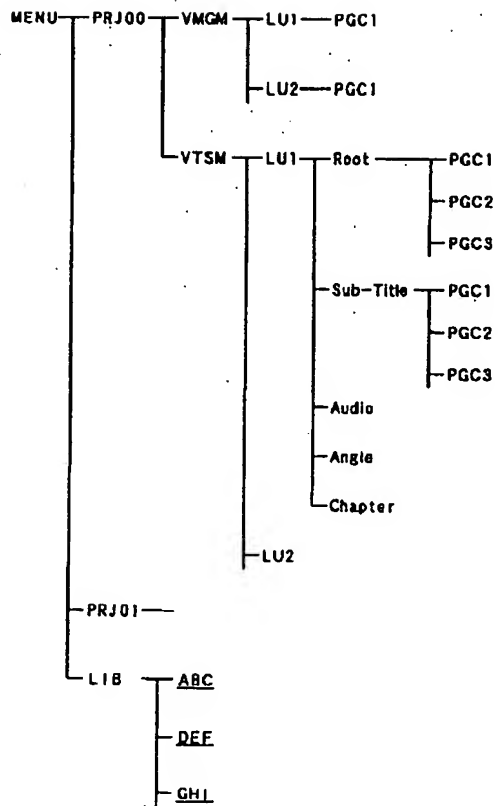 MENU PRJ00 VMGM LU1 PGC1
LU2 PGC1
VTSM LU1 Root PGC1
PGC2
PGC3
Sub-Title PGC1
PGC2
PGC3
Audio
Angle
Chapter
LU2
PRJ01
LIB ABC
DEF
GHI